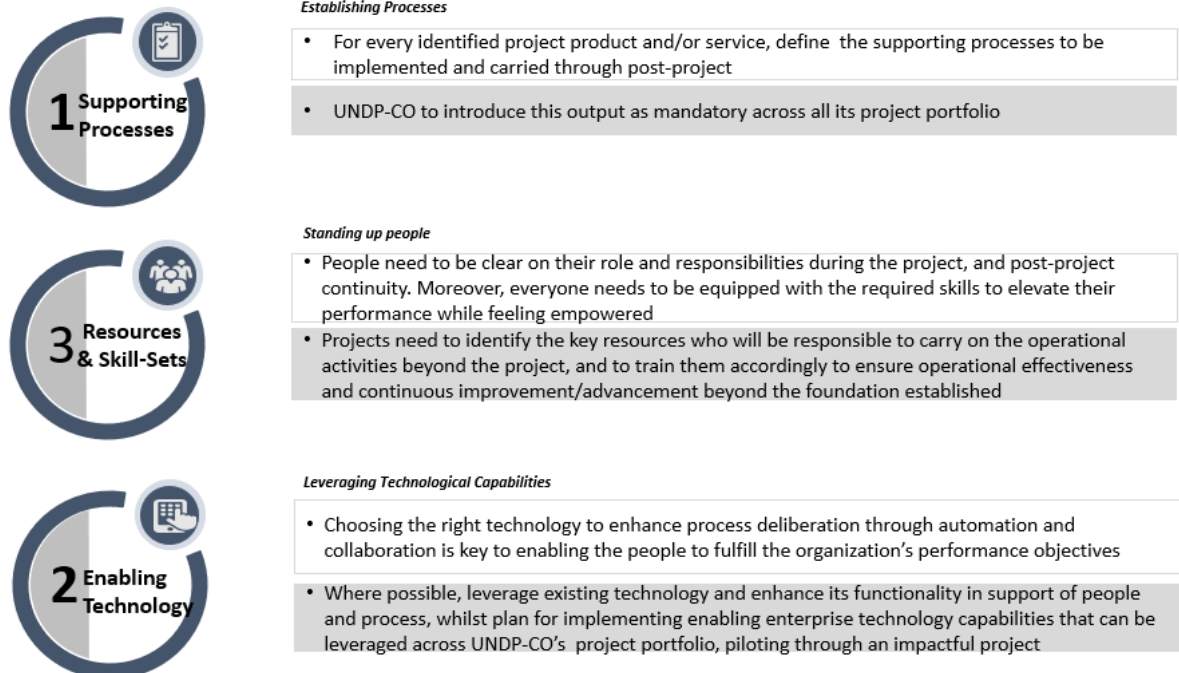 Establishing Processes
1 Supporting
Processes
• For every identified project product and/or service, define the supporting processes to be
implemented and carried through post-project
• UNDP-CO to introduce this output as mandatory across all its project portfolio
Standing up people
3 Resources
& Skill-Sets
• People need to be clear on their role and responsibilities during the project, and post-project
continuity. Moreover, everyone needs to be equipped with the required skills to elevate their
performance while feeling empowered
• Projects need to identify the key resources who will be responsible to carry on the operational
activities beyond the project, and to train them accordingly to ensure operational effectiveness
and continuous improvement/advancement beyond the foundation established
Leveraging Technological Capabilities
2 Enabling
Technology
• Choosing the right technology to enhance process deliberation through automation and
collaboration is key to enabling the people to fulfill the organization’s performance objectives
• Where possible, leverage existing technology and enhance its functionality in support of people
and process, whilst plan for implementing enabling enterprise technology capabilities that can be
leveraged across UNDP-CO’s project portfolio, piloting through an impactful project